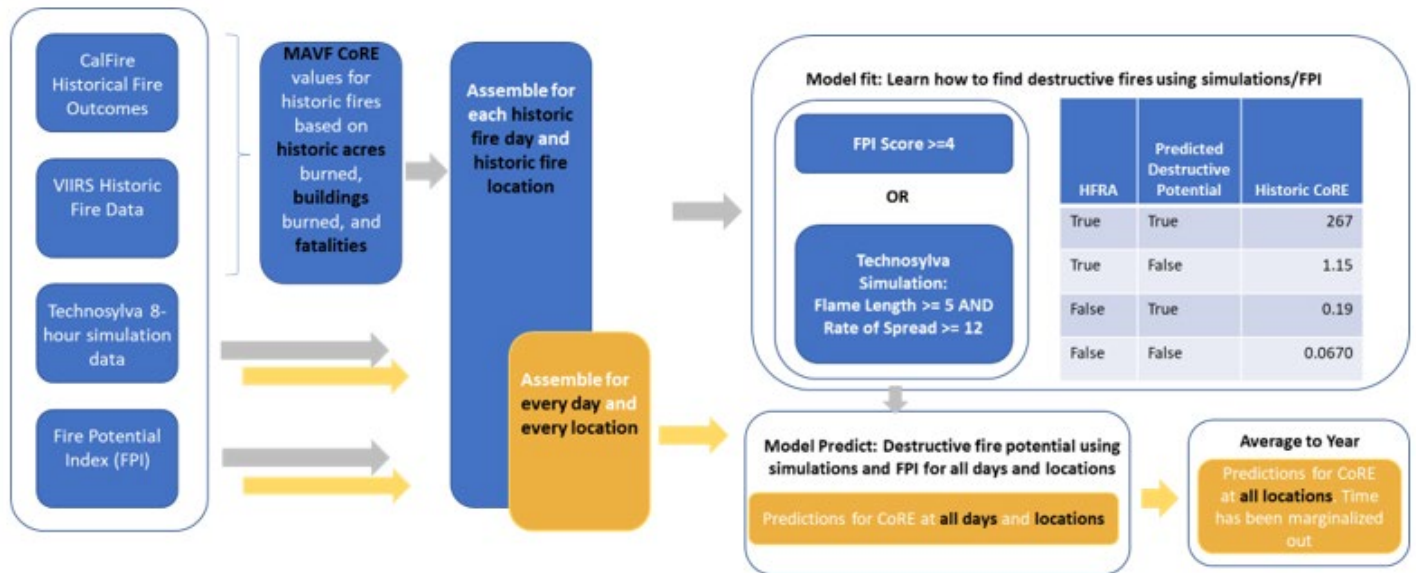 CalFire
Historical Fire
Outcomes
VIIRS Historic
Fire Data
Technosylva 8-
hour simulation
data
Fire Potential
Index (FPI)
MAVF CoRE
values for
historic fires
based on
historic acres
burned,
buildings
burned, and
fatalities
Assemble for
each historic
fire day and
historic fire
location
Assemble for
every day and
every location
Model fit: Learn how to find destructive fires using simulations/FPI
FPI Score >=4
OR
Technosylva
Simulation:
Flame Length >= 5 AND
Rate of Spread >= 12
HFRA
Predicted
Destructive
Potential
Historic CoRE
True True 267
True False 1.15
False True 0.19
False False 0.0670
Model Predict: Destructive fire potential using
simulations and FPI for all days and locations
Predictions for CoRE at all days and locations
Average to Year
Predictions for CoRE
at all locations. Time
has been marginalized
out